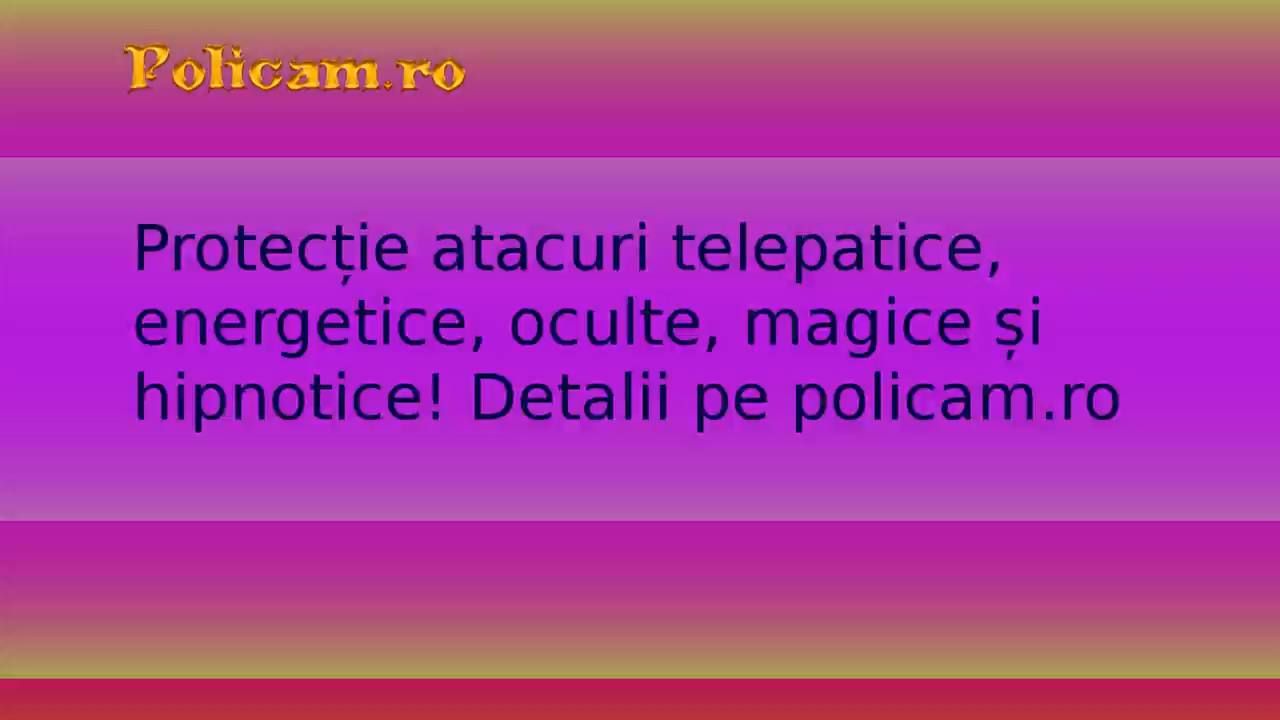 Policam.ro
Protecție atacuri telepatice,
energetice, oculte, magice și
hipnotice! Detalii pe policam.ro